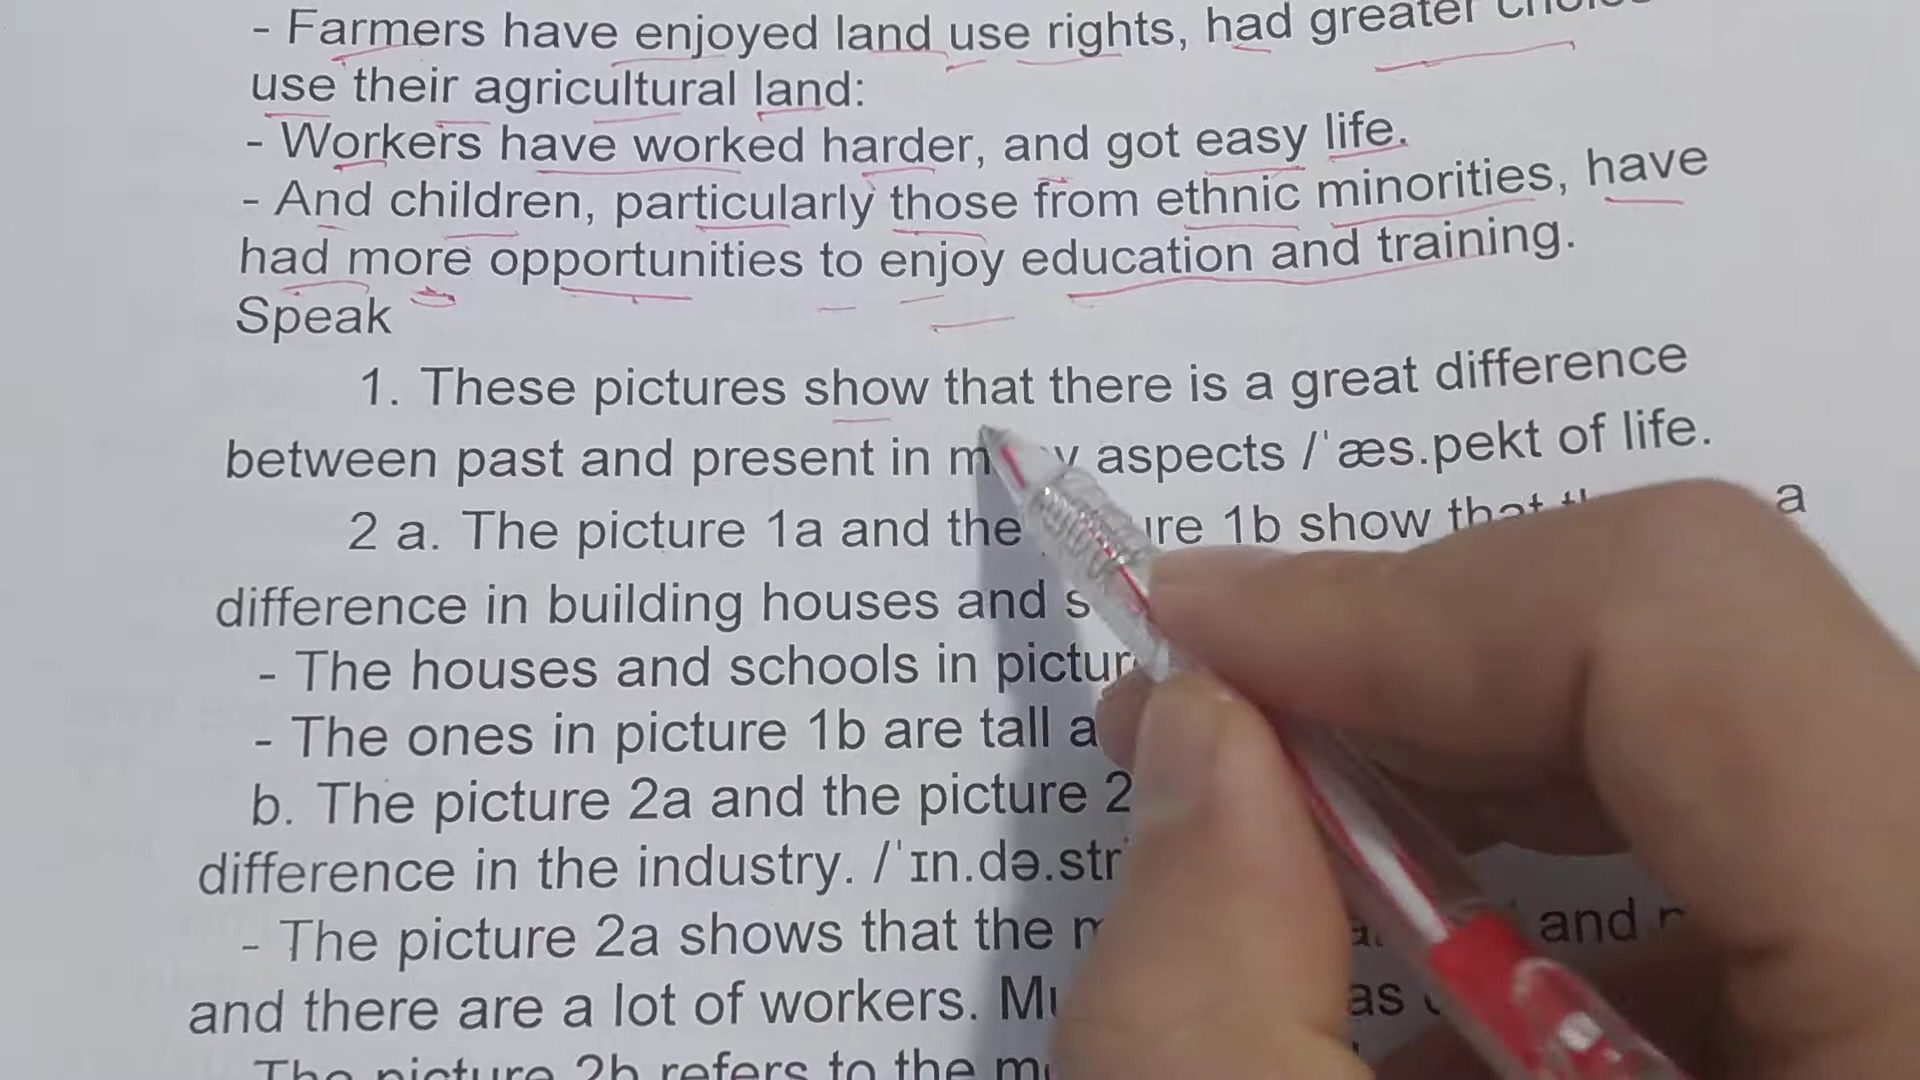 - Farmers have enjoyed land use rights, had greater
use their agricultural land:
- Workers have worked harder, and got easy life.
- And children, particularly those from ethnic minorities, have
had more opportunities to enjoy education and training.
Speak
1. These pictures show that there is a great difference
between past and present in aspects /ˈæs.pekt of life.
2 a. The picture 1a and the 1b show that a
difference in building houses and
- The houses and schools in
- The ones in picture 1b are tall
b. The picture 2a and the picture
difference in the industry. /ˈɪn.də.str
- The picture 2a shows that the and
and there are a lot of workers. as
The picture 2b refers to the